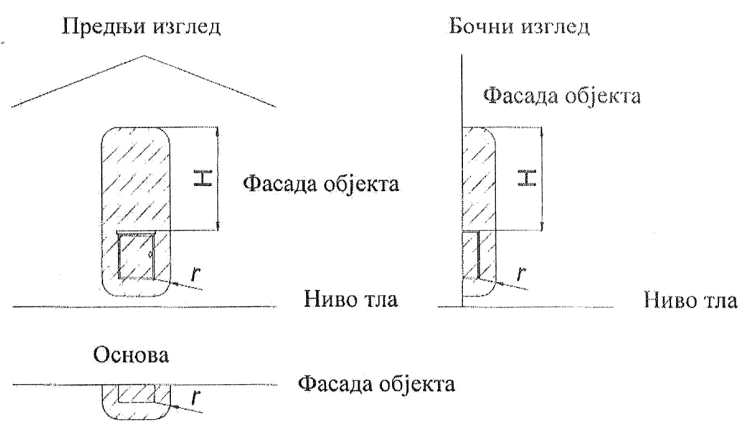 Предњи изглед
Бочни изглед
Фасада објекта
H
Фасада објекта
H
r
r
Ниво тла
Ниво тла
Основа
Фасада објекта
r